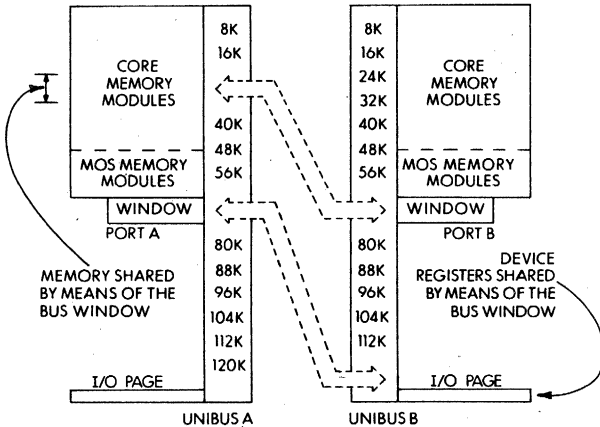 CORE
MEMORY
MODULES
MOS MEMORY
MODULES
WINDOW
PORT A
MEMORY SHARED
BY MEANS OF THE
BUS WINDOW
I/O PAGE
8K
16K
40K
48K
56K
80K
88K
96K
104K
112K
120K
UNIBUS A
8K
16K
24K
32K
40K
48K
56K
80K
88K
96K
104K
112K
UNIBUS B
CORE
MEMORY
MODULES
MOS MEMORY
MODULES
WINDOW
PORT B
DEVICE
REGISTERS SHARED
BY MEANS OF THE
BUS WINDOW
I/O PAGE